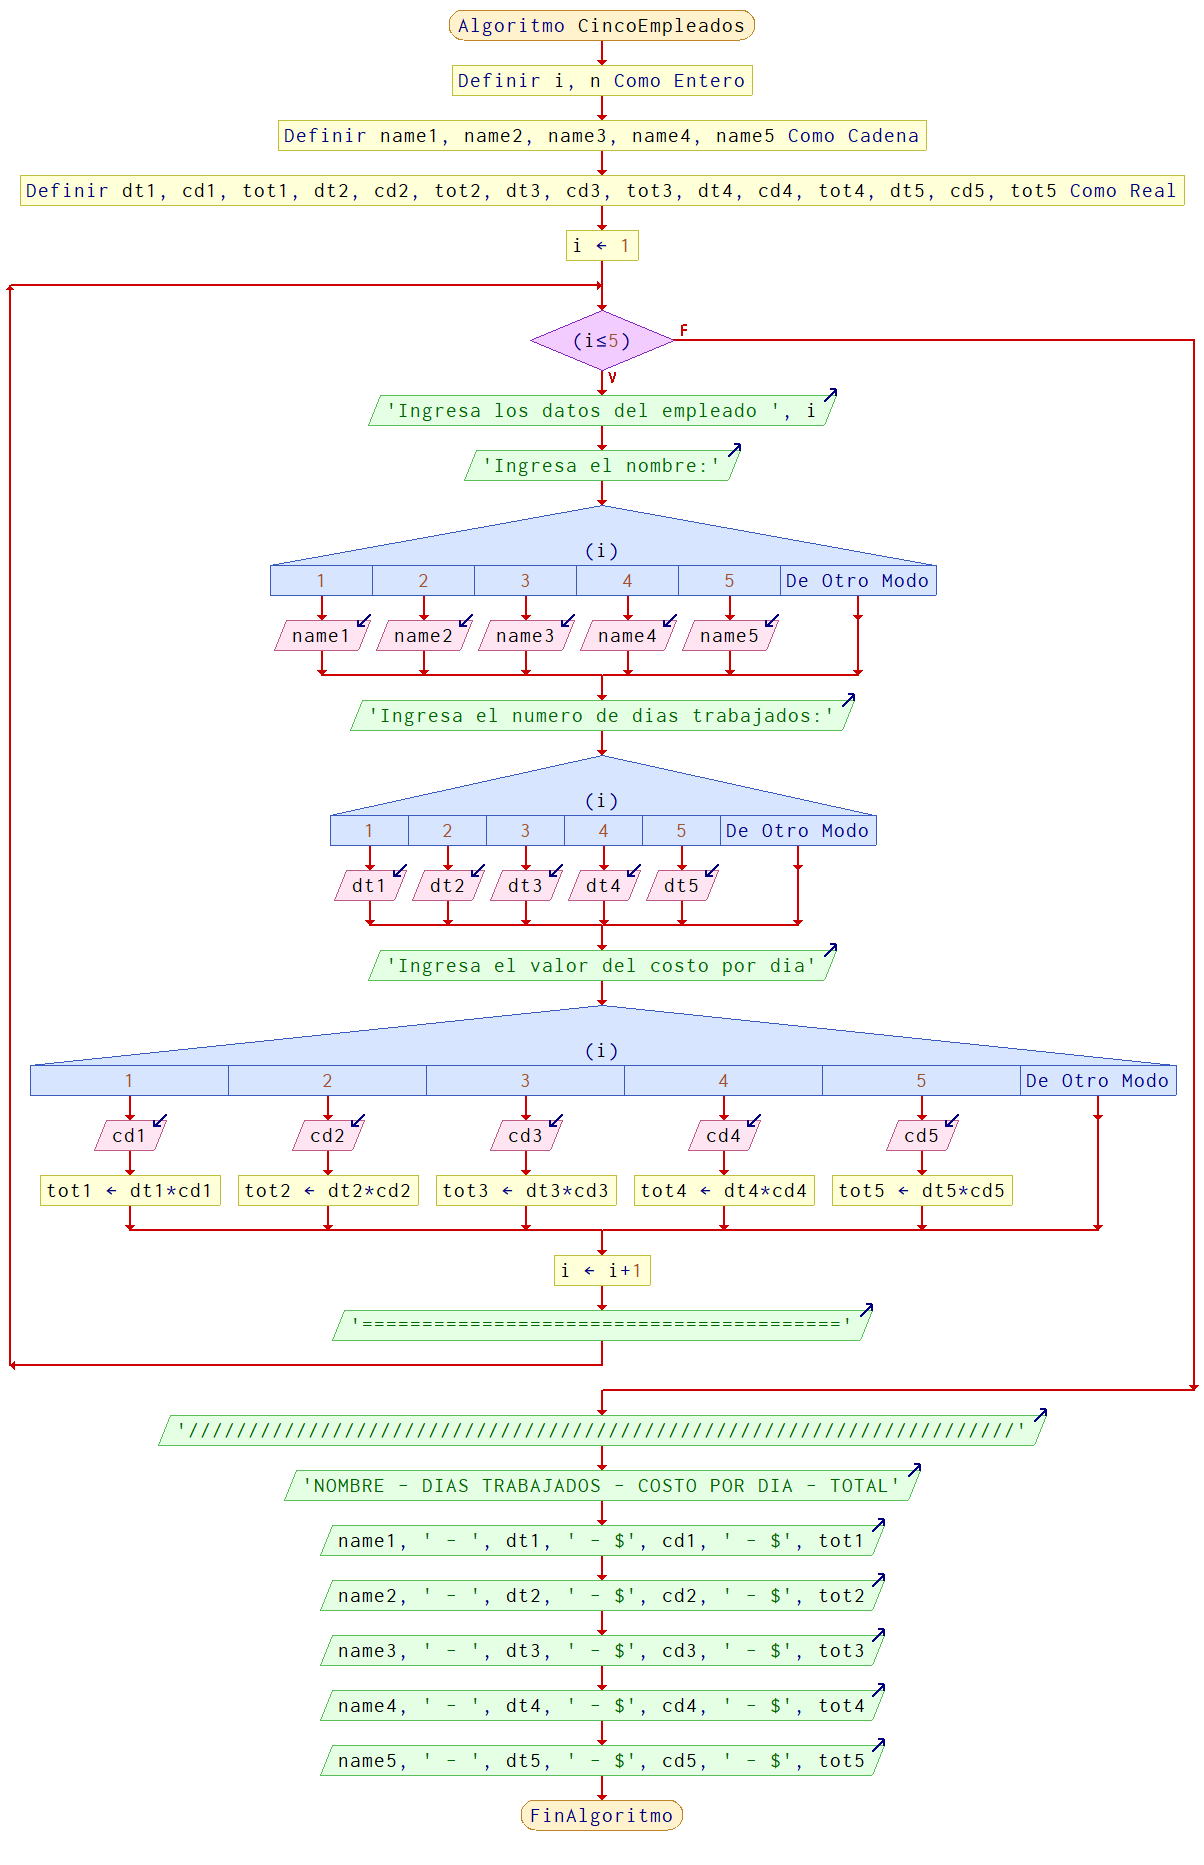 Algoritmo CincoEmpleados
Definir i, n Como Entero
Definir name1, name2, name3, name4, name5 Como Cadena
Definir dt1, cd1, tot1, dt2, cd2, tot2, dt3, cd3, tot3, dt4, cd4, tot4, dt5, cd5, tot5 Como Real
i ← 1
(i≤5)
F
V
'Ingresa los datos del empleado ', i
'Ingresa el nombre:'
(i)
1 2 3 4 5 De Otro Modo
name1 name2 name3 name4 name5
'Ingresa el numero de dias trabajados:'
(i)
1 2 3 4 5 De Otro Modo
dt1 dt2 dt3 dt4 dt5
'Ingresa el valor del costo por dia'
(i)
1 2 3 4 5 De Otro Modo
cd1 cd2 cd3 cd4 cd5
tot1 ← dt1*cd1 tot2 ← dt2*cd2 tot3 ← dt3*cd3 tot4 ← dt4*cd4 tot5 ← dt5*cd5
i ← i+1
'========================================'
'/////////////////////////////////////////////////////////////////////'
'NOMBRE - DIAS TRABAJADOS - COSTO POR DIA - TOTAL'
name1, ' - ', dt1, ' - $', cd1, ' - $', tot1
name2, ' - ', dt2, ' - $', cd2, ' - $', tot2
name3, ' - ', dt3, ' - $', cd3, ' - $', tot3
name4, ' - ', dt4, ' - $', cd4, ' - $', tot4
name5, ' - ', dt5, ' - $', cd5, ' - $', tot5
FinAlgoritmo